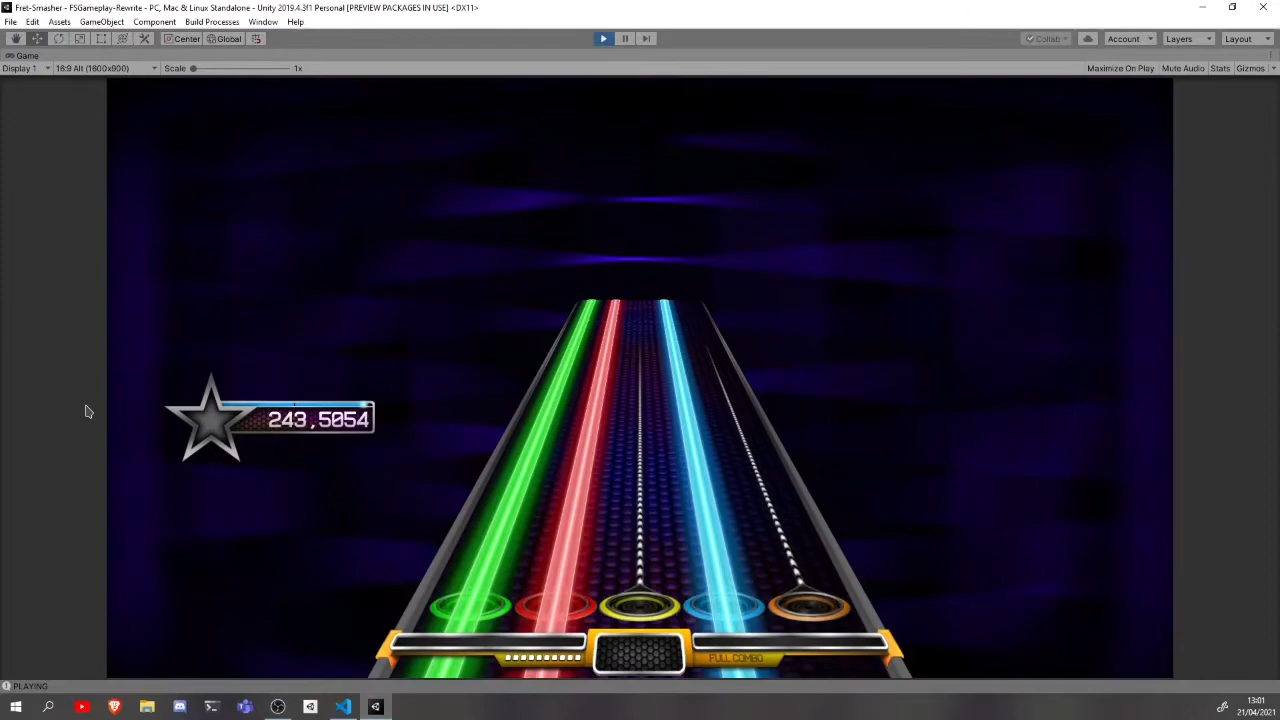 Fret-Smasher - FSGameplay-Rewrite - PC, Mac & Linux Standalone - Unity 2019.4.3f1 Personal [PREVIEW PACKAGES IN USE] <DX11>
File Edit Assets GameObject Component Build Processes Window Help
Center Global Collab Account Layers Layout
Game
Display 1 16:9 Alt (1600x900) Scale 1x Maximize On Play Mute Audio Stats Gizmos
243,5054
FULL COMBO
PLAYING
13:01
21/04/2021